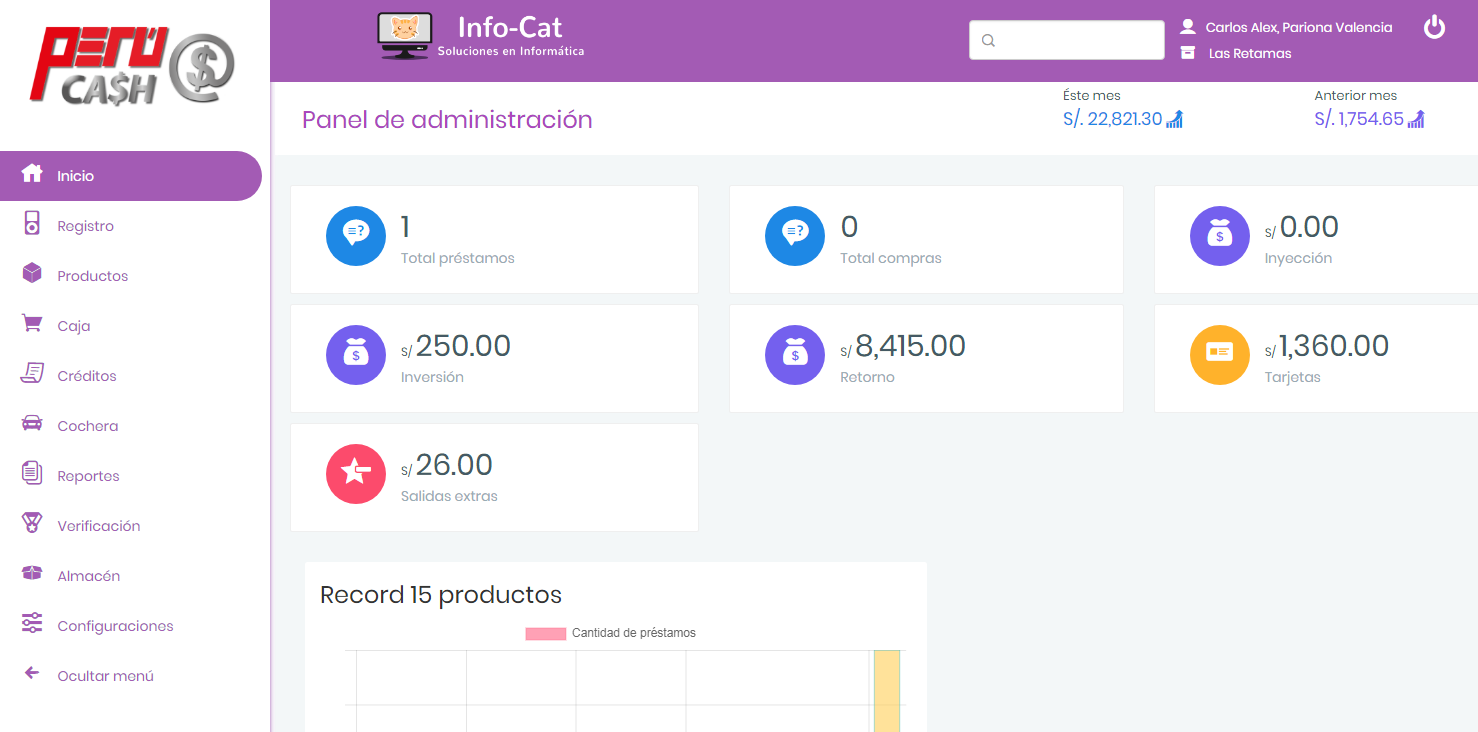 PERÚ
CA$H
@
$
Info-Cat
Soluciones en Informática
Carlos Alex, Pariona Valencia
Las Retamas
Panel de administración
Éste mes
S/. 22,821.30
Anterior mes
S/. 1,754.65
Inicio
Registro
Productos
Caja
Créditos
Cochera
Reportes
Verificación
Almacén
Configuraciones
Ocultar menú
1
Total préstamos
0
Total compras
S/ 0.00
Inyección
S/ 250.00
Inversión
S/ 8,415.00
Retorno
S/ 1,360.00
Tarjetas
S/ 26.00
Salidas extras
Record 15 productos
Cantidad de préstamos